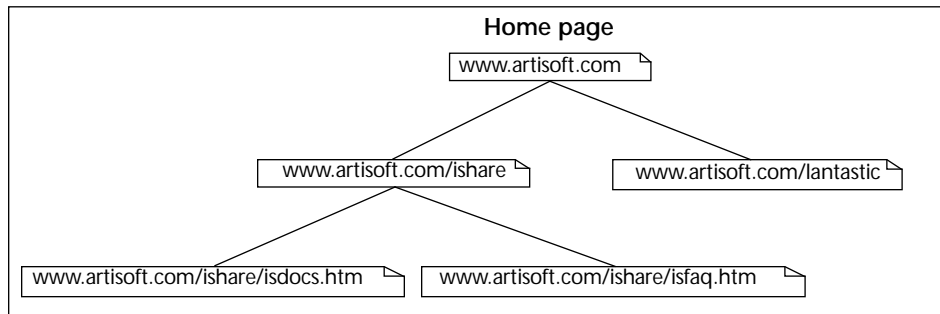 Home page
www.artisoft.com
www.artisoft.com/ishare
www.artisoft.com/lantastic
www.artisoft.com/ishare/isdocs.htm
www.artisoft.com/ishare/isfaq.htm